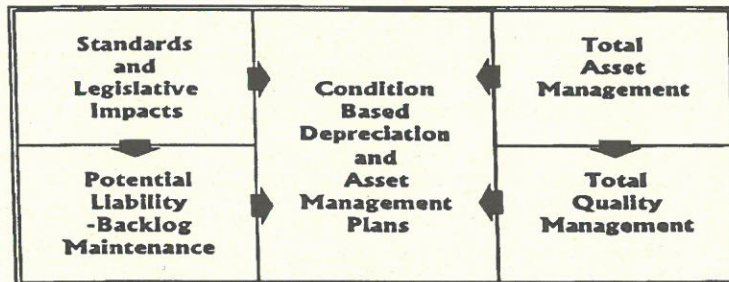 Standards
and
Legislative
Impacts
Potential
Liability
-Backlog
Maintenance
Condition
Based
Depreciation
and
Asset
Management
Plans
Total
Asset
Management
Total
Quality
Management